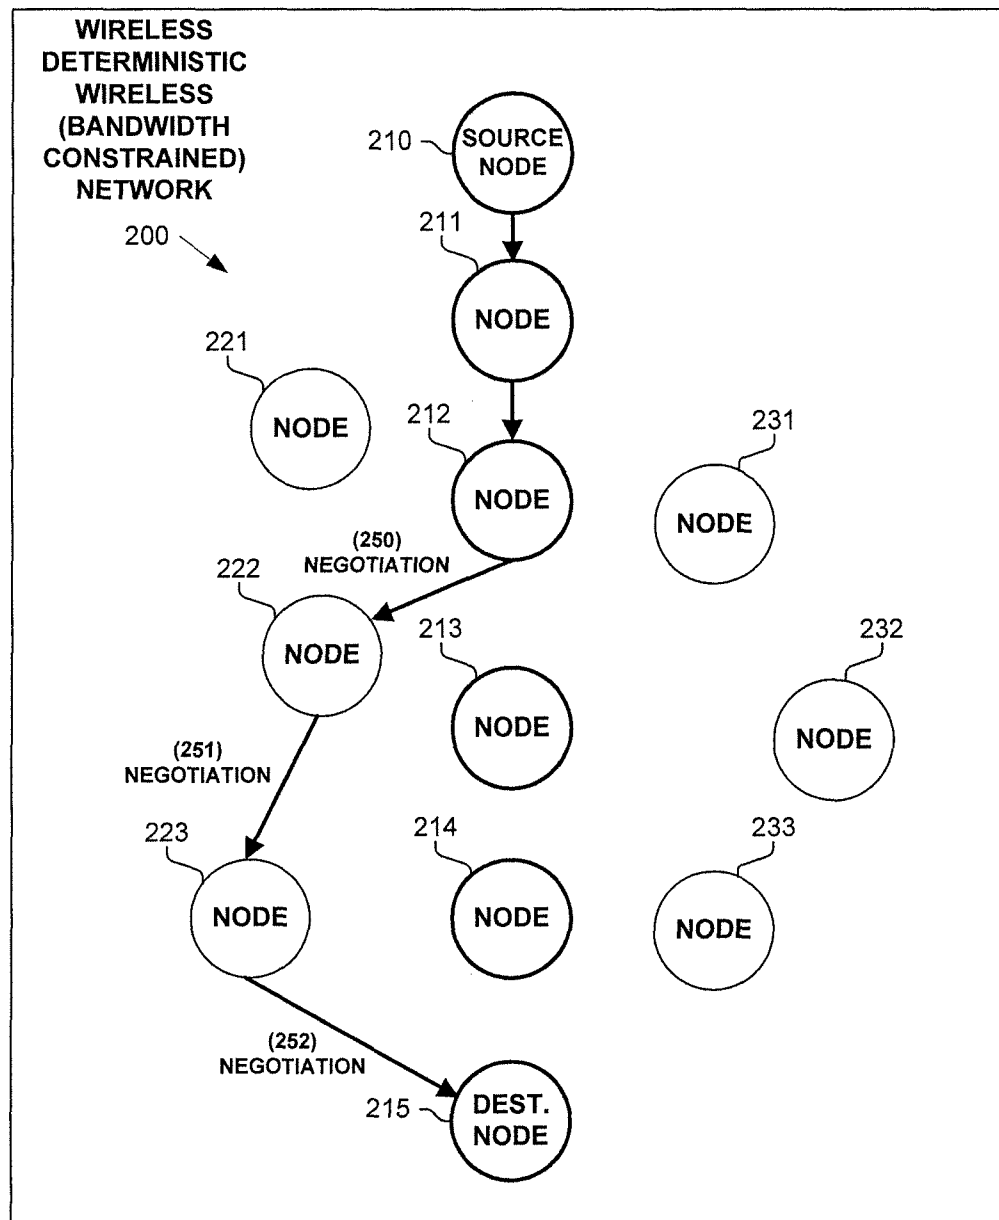 WIRELESS
DETERMINISTIC
WIRELESS
(BANDWIDTH
CONSTRAINED)
NETWORK
200
210
SOURCE
NODE
211
NODE
221
NODE
212
NODE
231
NODE
(250)
NEGOTIATION
222
NODE
213
NODE
232
NODE
(251)
NEGOTIATION
223
NODE
214
NODE
233
NODE
(252)
NEGOTIATION
215
DEST.
NODE